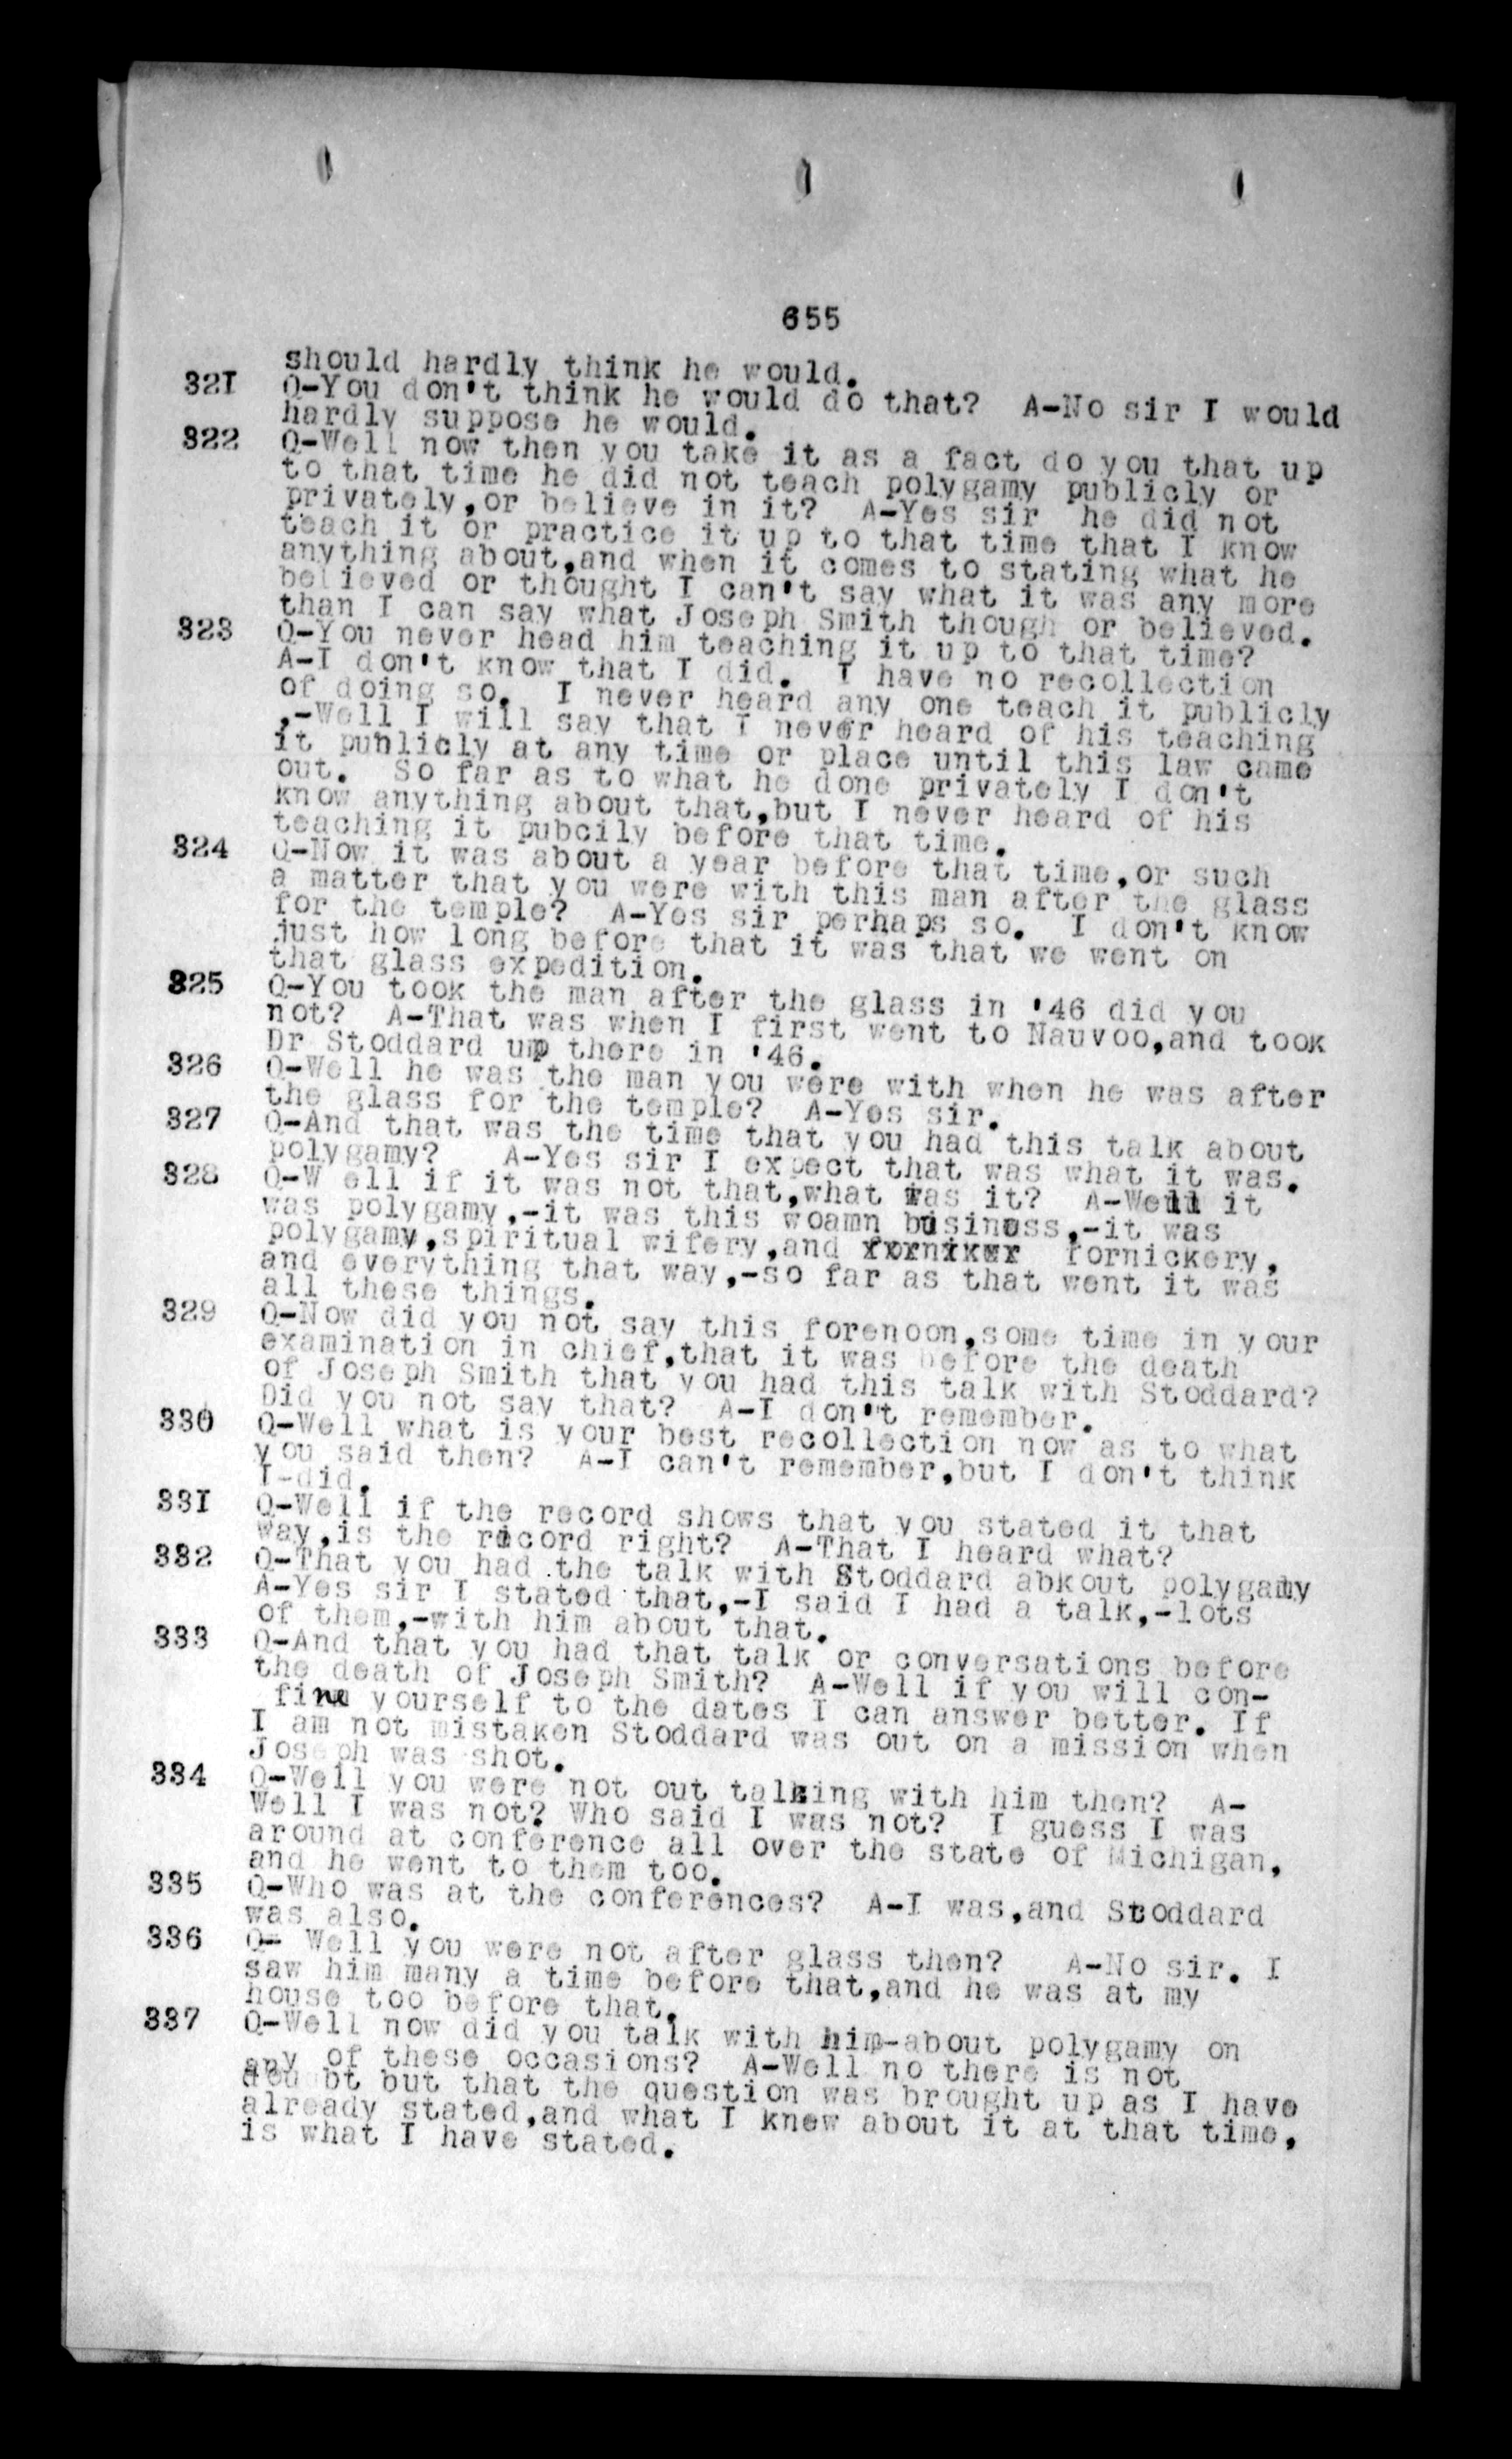 655
should hardly think he would.
321 Q-You don't think he would do that? A-No sir I would
hardly suppose he would.
322 Q-Well now then you take it as a fact do you that up
to that time he did not teach polygamy publicly or
privately,or believe in it? A-Yes sir he did not
teach it or practice it up to that time that I know
anything about,and when it comes to stating what he
believed or thought I can't say what it was any more
than I can say what Joseph Smith though or believed.
323 Q-You never head him teaching it up to that time?
A-I don't know that I did. I have no recollection
of doing so. I never heard any one teach it publicly
,-Well I will say that I never heard of his teaching
it punlicly at any time or place until this law came
out. So far as to what he done privately I don't
know anything about that,but I never heard of his
teaching it pubcily before that time.
324 Q-Now it was about a year before that time,or such
a matter that you were with this man after the glass
for the temple? A-Yes sir perhaps so. I don't know
just how long before that it was that we went on
that glass expedition.
325 Q-You took the man after the glass in '46 did you
not? A-That was when I first went to Nauvoo,and took
Dr Stoddard up there in '46.
326 Q-Well he was the man you were with when he was after
the glass for the temple? A-Yes sir.
327 Q-And that was the time that you had this talk about
polygamy? A-Yes sir I expect that was what it was.
328 Q-W ell if it was not that,what was it? A-Well it
was polygamy,-it was this woamn business,-it was
polygamy,spiritual wifery,and forniker fornickery,
and everything that way,-so far as that went it was
all these things.
329 Q-Now did you not say this forenoon,some time in your
examination in chief,that it was before the death
of Joseph Smith that you had this talk with Stoddard?
Did you not say that? A-I don't remember.
330 Q-Well what is your best recollection now as to what
you said then? A-I can't remember,but I don't think
I-did.
331 Q-Well if the record shows that you stated it that
way,is the record right? A-That I heard what?
332 Q-That you had the talk with Stoddard abkout polygamy
A-Yes sir I stated that,-I said I had a talk,-lots
of them,-with him about that.
333 Q-And that you had that talk or conversations before
the death of Joseph Smith? A-Well if you will con-
fine yourself to the dates I can answer better. If
I am not mistaken Stoddard was out on a mission when
Joseph was shot.
334 Q-Well you were not out talking with him then? A-
Well I was not? Who said I was not? I guess I was
around at conference all over the state of Michigan,
and he went to them too.
335 Q-Who was at the conferences? A-I was,and Stoddard
was also.
336 Q- Well you were not after glass then? A-No sir. I
saw him many a time before that,and he was at my
house too before that.
337 Q-Well now did you talk with him-about polygamy on
any of these occasions? A-Well no there is not
dou bt but that the question was brought up as I have
already stated,and what I knew about it at that time,
is what I have stated.